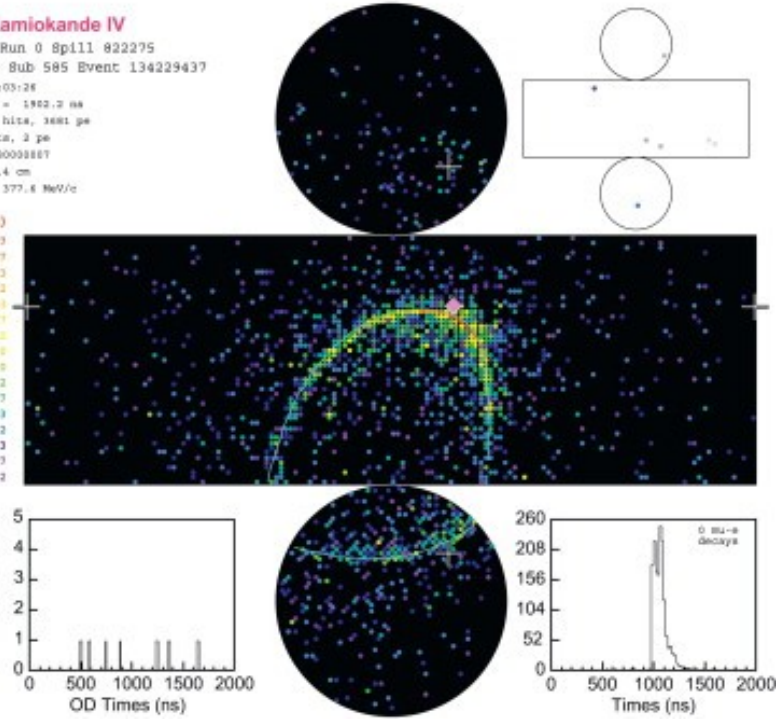 amiokande IV
Run 0 Spill 822275
Sub 585 Event 134229437
:03:26
= 1902.2 ns
hits, 3681 pe
ts, 2 pe
00000007
.4 cm
377.6 MeV/c
5
4
3
2
1
0
0 500 1000 1500 2000
OD Times (ns)
260
208
156
104
52
0
0 mu-e
decays
0 500 1000 1500 2000
Times (ns)